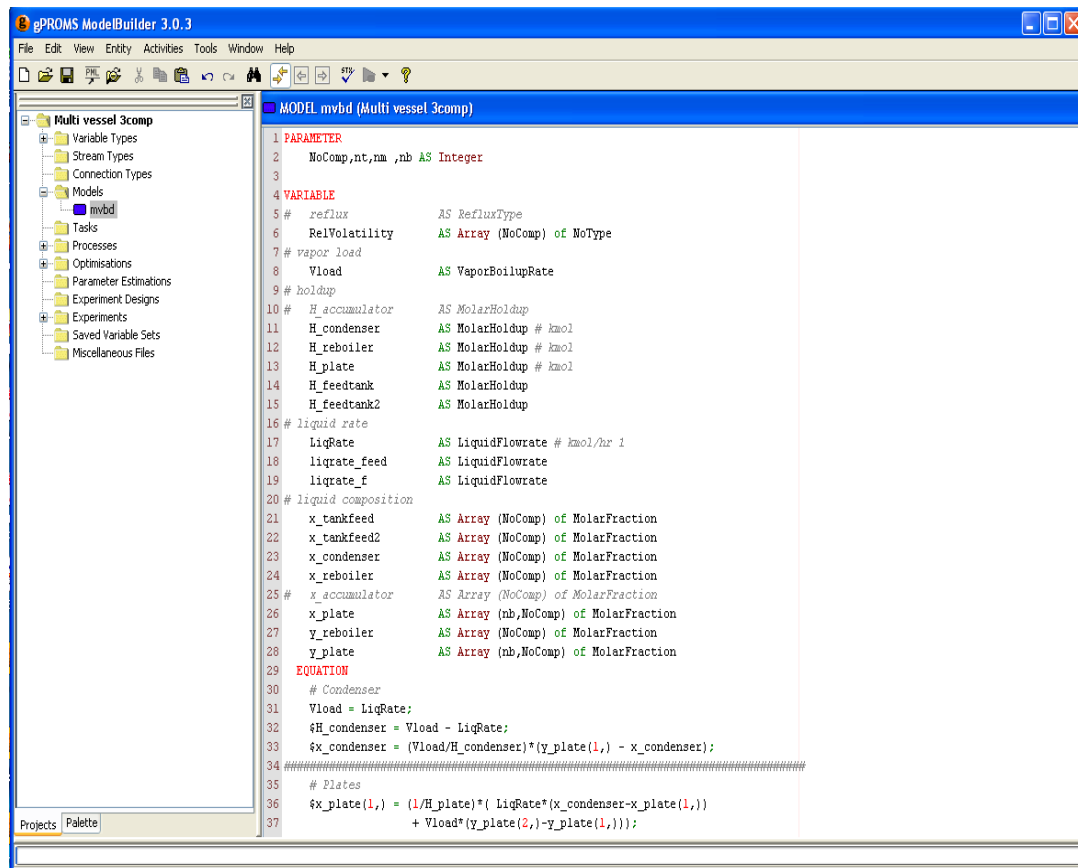 gPROMS ModelBuilder 3.0.3
File Edit View Entity Activities Tools Window Help
Multi vessel 3comp
Variable Types
Stream Types
Connection Types
Models
mvbd
Tasks
Processes
Optimisations
Parameter Estimations
Experiment Designs
Experiments
Saved Variable Sets
Miscellaneous Files
Projects Palette
MODEL mvbd (Multi vessel 3comp)
1 PARAMETER
2 NoComp,nt,nm ,nb AS Integer
3
4 VARIABLE
5 # reflux AS RefluxType
6 RelVolatility AS Array (NoComp) of NoType
7 # vapor load
8 Vload AS VaporBoilupRate
9 # holdup
10 # H_accumulator AS MolarHoldup
11 H_condenser AS MolarHoldup # kmol
12 H_reboiler AS MolarHoldup # kmol
13 H_plate AS MolarHoldup # kmol
14 H_feedtank AS MolarHoldup
15 H_feedtank2 AS MolarHoldup
16 # liquid rate
17 LiqRate AS LiquidFlowrate # kmol/hr 1
18 liqrate_feed AS LiquidFlowrate
19 liqrate_f AS LiquidFlowrate
20 # liquid composition
21 x_tankfeed AS Array (NoComp) of MolarFraction
22 x_tankfeed2 AS Array (NoComp) of MolarFraction
23 x_condenser AS Array (NoComp) of MolarFraction
24 x_reboiler AS Array (NoComp) of MolarFraction
25 # x_accumulator AS Array (NoComp) of MolarFraction
26 x_plate AS Array (nb,NoComp) of MolarFraction
27 y_reboiler AS Array (NoComp) of MolarFraction
28 y_plate AS Array (nb,NoComp) of MolarFraction
29 EQUATION
30 # Condenser
31 Vload = LiqRate;
32 $H_condenser = Vload - LiqRate;
33 $x_condenser = (Vload/H_condenser)*(y_plate(1,) - x_condenser);
34 ################################################################################
35 # Plates
36 $x_plate(1,) = (1/H_plate)*( LiqRate*(x_condenser-x_plate(1,))
37 + Vload*(y_plate(2,)-y_plate(1,)));